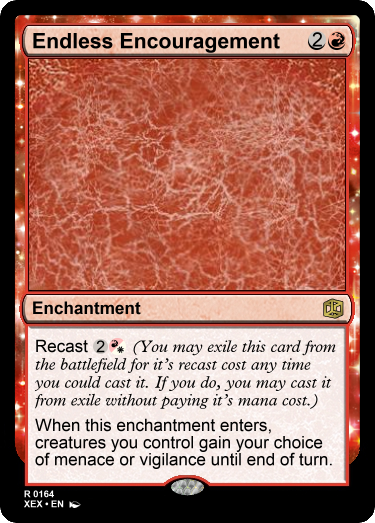 Endless Encouragement 2
Enchantment
Recast 2 (You may exile this card from
the battlefield for it's recast cost any time
you could cast it. If you do, you may cast it
from exile without paying it's mana cost.)
When this enchantment enters,
creatures you control gain your choice
of menace or vigilance until end of turn.
R 0164
XEX • EN